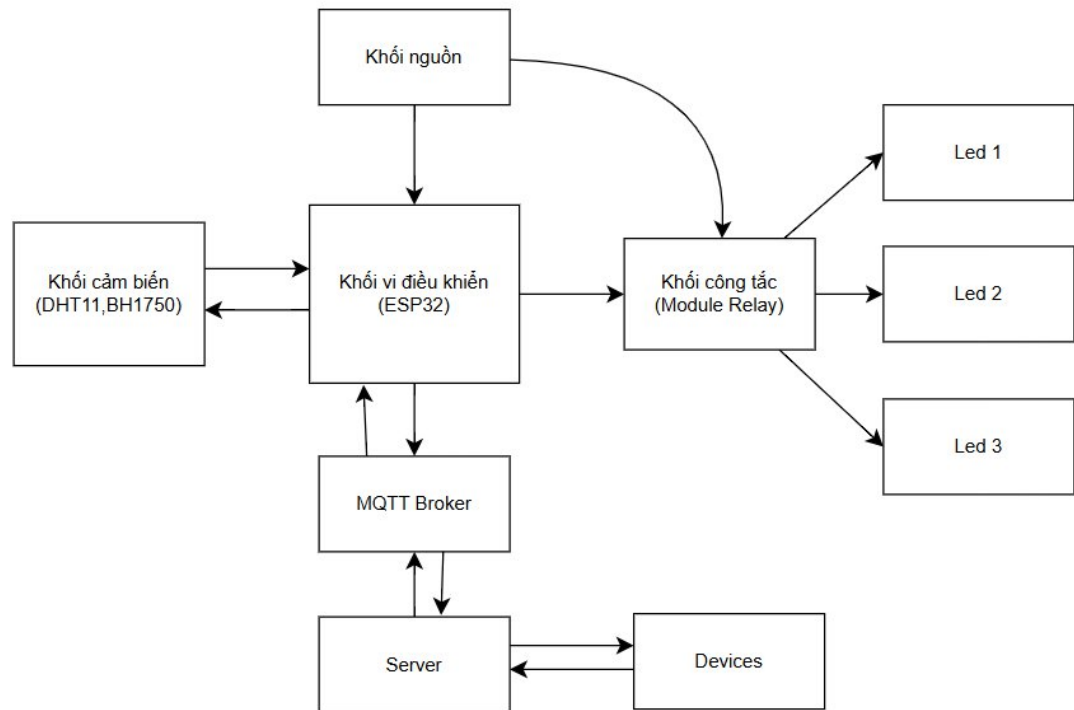 Khối nguồn
Led 1
Khối cảm biến
(DHT11,BH1750)
Khối vi điều khiển
(ESP32)
Khối công tắc
(Module Relay)
Led 2
Led 3
MQTT Broker
Server
Devices